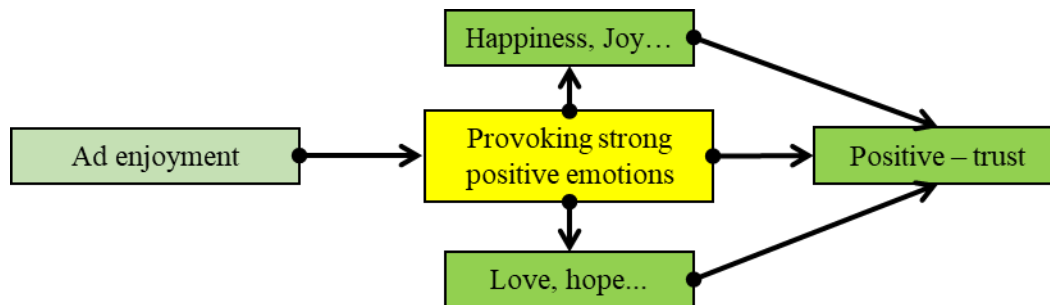 Happiness, Joy…
Ad enjoyment
Provoking strong
positive emotions
Positive – trust
Love, hope...